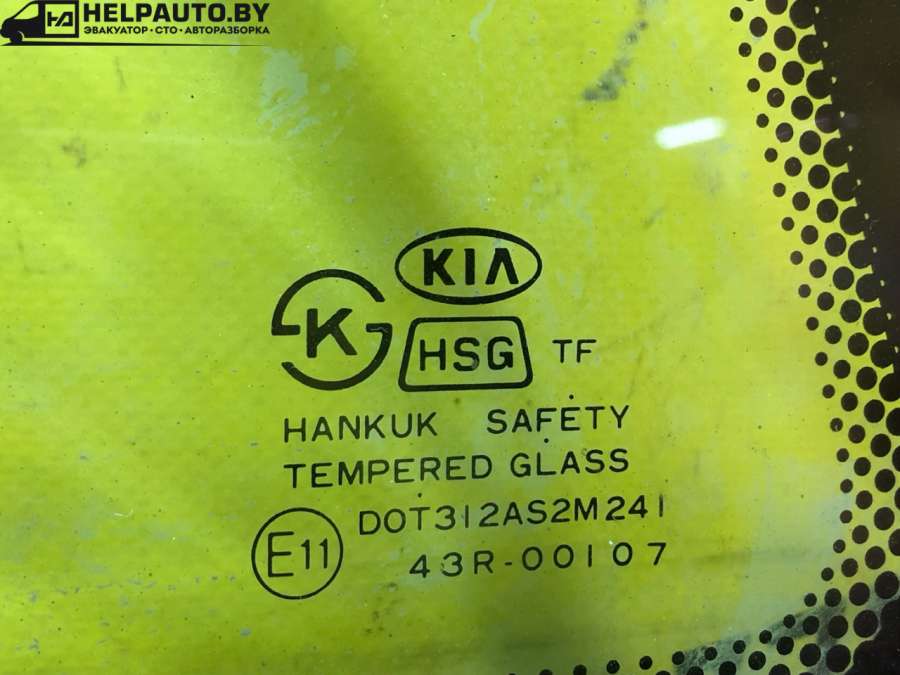 HELPAUTO.BY
ЭВАКУАТОР • СТО • АВТОРАЗБОРКА
KIA
K
HSG TF
HANKUK SAFETY
TEMPERED GLASS
DOT312AS2M241
E11
43R-00107